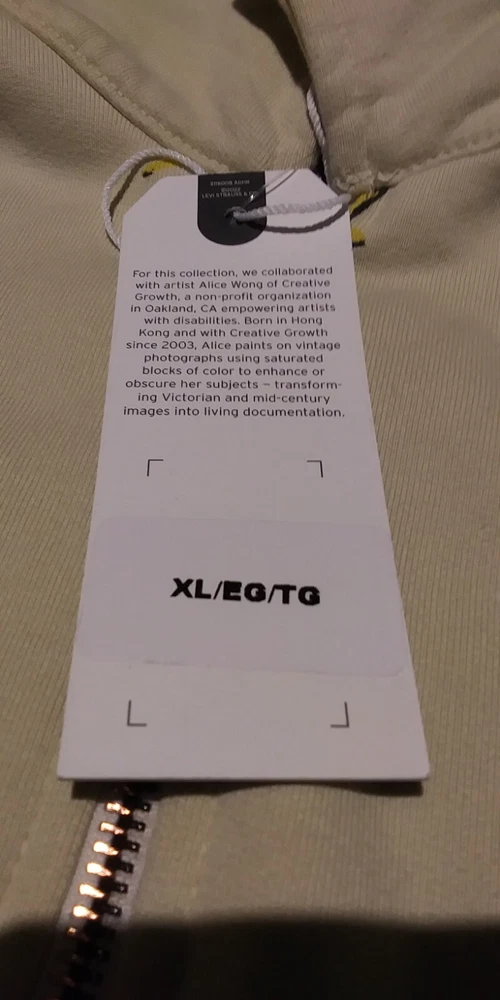 LEVI STRAUSS & CO
For this collection, we collaborated
with artist Alice Wong of Creative
Growth, a non-profit organization
in Oakland, CA empowering artists
with disabilities. Born in Hong
Kong and with Creative Growth
since 2003, Alice paints on vintage
photographs using saturated
blocks of color to enhance or
obscure her subjects – transform-
ing Victorian and mid-century
images into living documentation.
XL/EG/TG